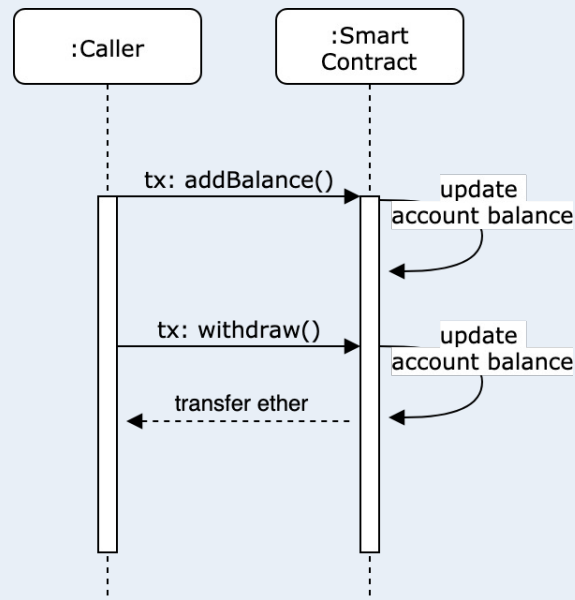 :Caller
:Smart
Contract
tx: addBalance()
update
account balance
tx: withdraw()
update
account balance
transfer ether